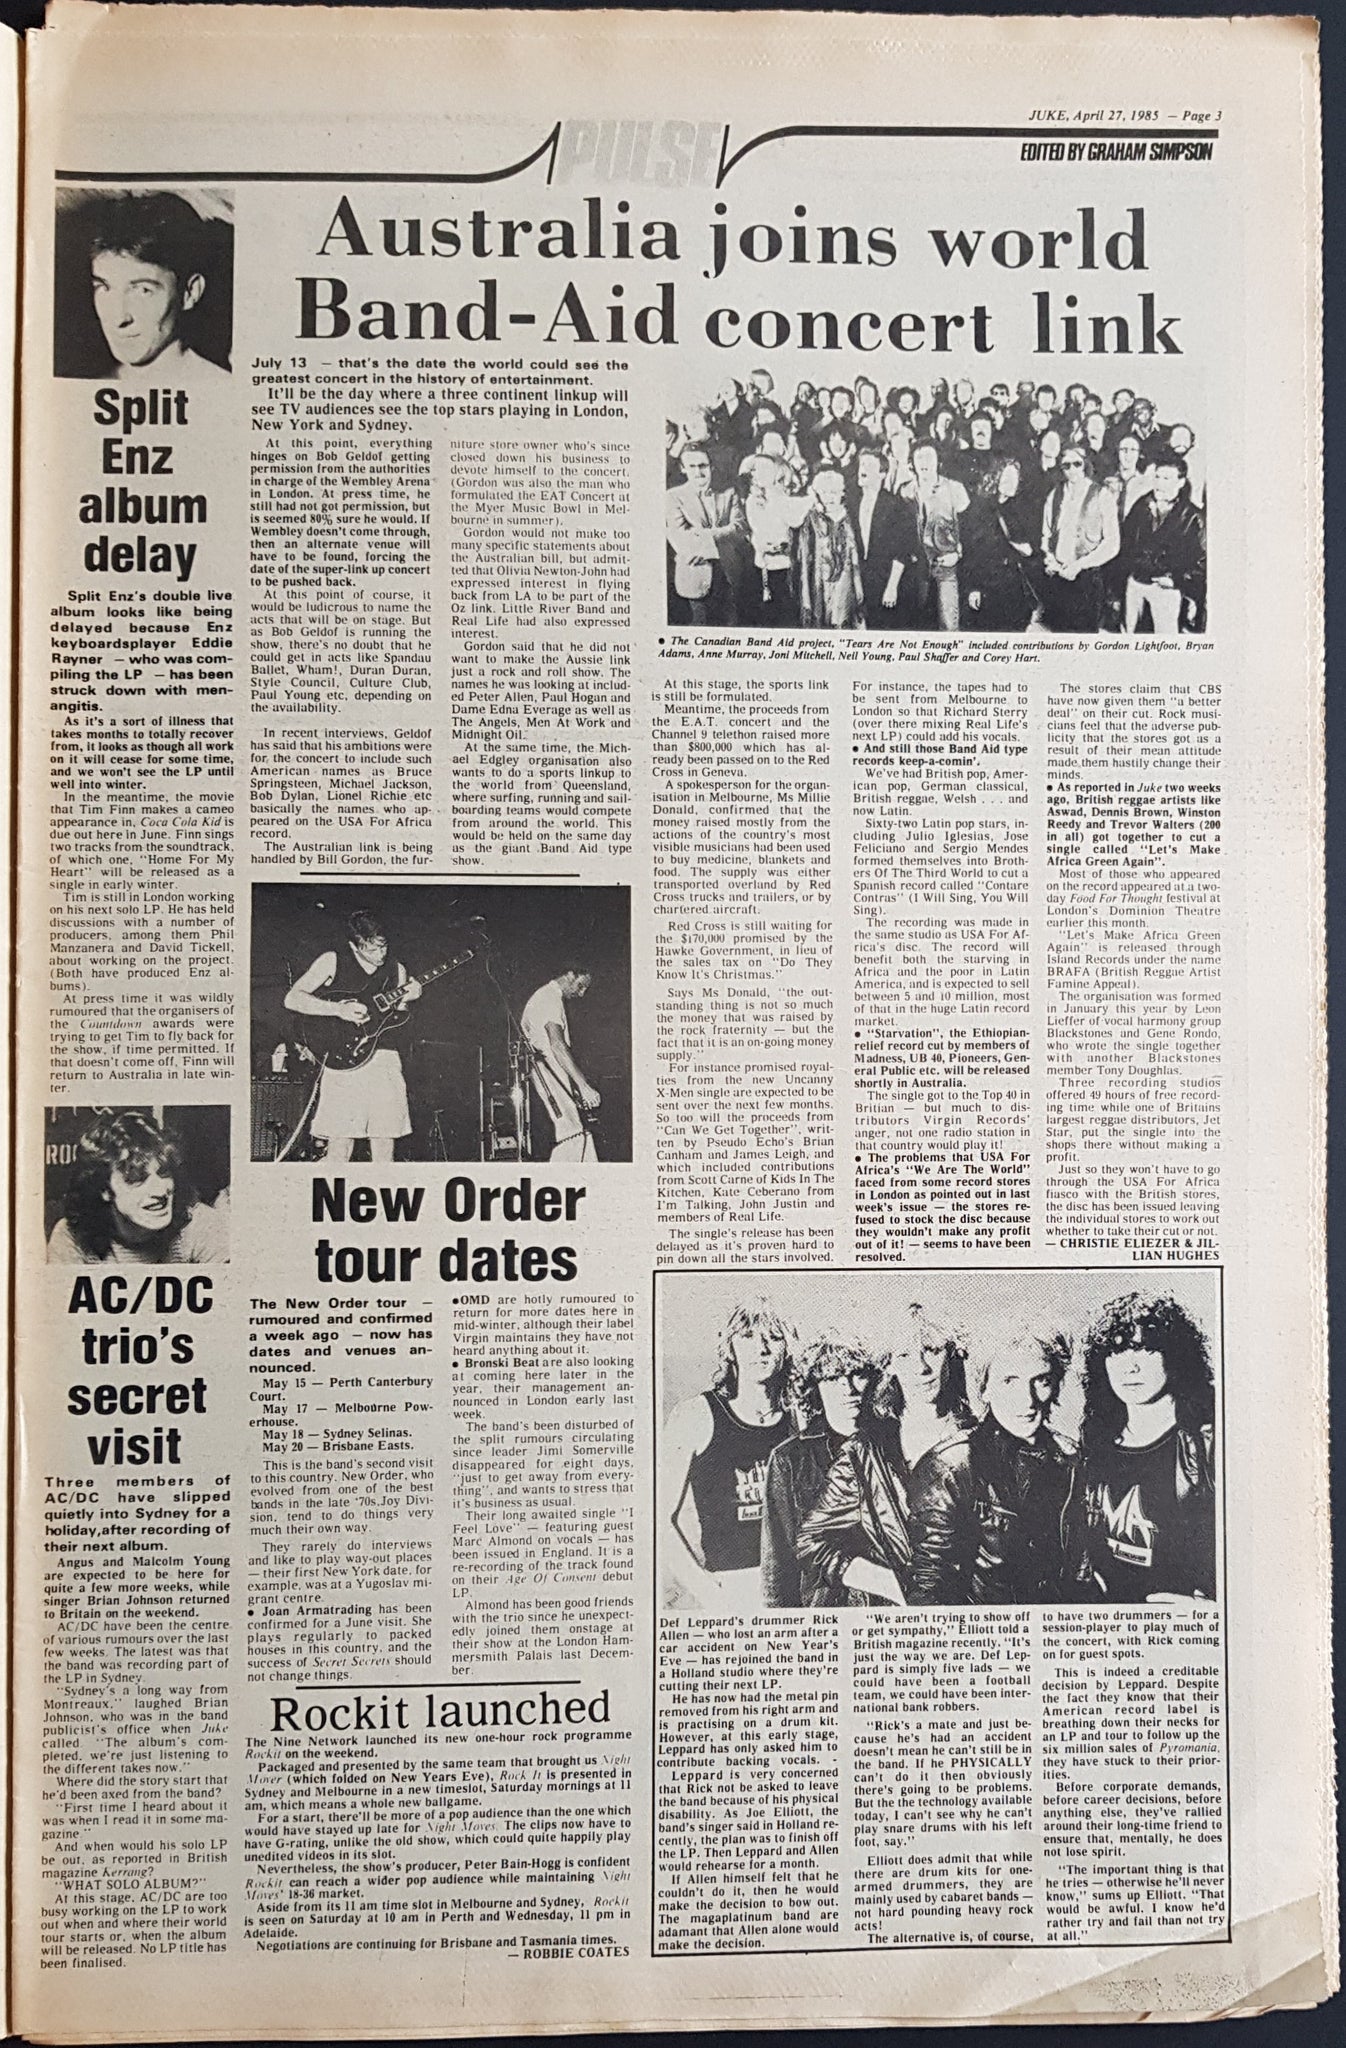 JUKE, April 27, 1985 — Page 3
PULSE
EDITED BY GRAHAM SIMPSON
Australia joins world
Band-Aid concert link
Split
Enz
album
delay
Split Enz's double live
album looks like being
delayed because Enz
keyboardsplayer Eddie
Rayner — who was com-
piling the LP — has been
struck down with men-
angitis.
As it's a sort of illness that
takes months to totally recover
from, it looks as though all work
on it will cease for some time,
and we won't see the LP until
well into winter.
In the meantime, the movie
that Tim Finn makes a cameo
appearance in, Coca Cola Kid is
due out here in June. Finn sings
two tracks from the soundtrack,
of which one, "Home For My
Heart" will be released as a
single in early winter.
Tim is still in London working
on his next solo LP. He has held
discussions with a number of
producers, among them Phil
Manzanera and David Tickell,
about working on the project.
(Both have produced Enz al-
bums).
At press time it was wildly
rumoured that the organisers of
the Countdown awards were
trying to get Tim to fly back for
the show, if time permitted. If
that doesn't come off, Finn will
return to Australia in late win-
ter.
AC/DC
trio's
secret
visit
Three members of
AC/DC have slipped
quietly into Sydney for a
holiday, after recording of
their next album.
Angus and Malcolm Young
are expected to be here for
quite a few more weeks, while
singer Brian Johnson returned
to Britain on the weekend.
AC/DC have been the centre
of various rumours over the last
few weeks. The latest was that
the band was recording part of
the LP in Sydney.
"Sydney's a long way from
Montreaux," laughed Brian
Johnson, who was in the band
publicist's office when Juke
called. "The album's com-
pleted, we're just listening to
the different takes now."
Where did the story start that
he'd been axed from the band?
"First time I heard about it
was when I read it in some ma-
gazine."
And when would his solo LP
be out, as reported in British
magazine Kerrang?
"WHAT SOLO ALBUM?"
At this stage, AC/DC are too
busy working on the LP to work
out when and where their world
tour starts or, when the album
will be released. No LP title has
been finalised.
July 13 — that's the date the world could see the
greatest concert in the history of entertainment.
It'll be the day where a three continent linkup will
see TV audiences see the top stars playing in London,
New York and Sydney.
At this point, everything
hinges on Bob Geldof getting
permission from the authorities
in charge of the Wembley Arena
in London. At press time, he
still had not got permission, but
is seemed 80% sure he would. If
Wembley doesn't come through,
then an alternate venue will
have to be found, forcing the
date of the super-link up concert
to be pushed back.
At this point of course, it
would be ludicrous to name the
acts that will be on stage. But
as Bob Geldof is running the
show, there's no doubt that he
could get in acts like Spandau
Ballet, Wham!, Duran Duran,
Style Council, Culture Club,
Paul Young etc, depending on
the availability.
In recent interviews, Geldof
has said that his ambitions were
for the concert to include such
American names as Bruce
Springsteen, Michael Jackson,
Bob Dylan, Lionel Richie etc
basically the names who ap-
peared on the USA For Africa
record.
The Australian link is being
handled by Bill Gordon, the fur-
niture store owner who's since
closed down his business to
devote himself to the concert.
(Gordon was also the man who
formulated the EAT Concert at
the Myer Music Bowl in Mel-
bourne in summer).
Gordon would not make too
many specific statements about
the Australian bill, but admit-
ted that Olivia Newton-John had
expressed interest in flying
back from LA to be part of the
Oz link. Little River Band and
Real Life had also expressed
interest.
Gordon said that he did not
want to make the Aussie link
just a rock and roll show. The
names he was looking at includ-
ed Peter Allen, Paul Hogan and
Dame Edna Everage as well as
The Angels, Men At Work and
Midnight Oil.
At the same time, the Mich-
ael Edgley organisation also
wants to do a sports linkup to
the world from Queensland,
where surfing, running and sail-
boarding teams would compete
from around the world. This
would be held on the same day
as the giant Band Aid type
show.
● The Canadian Band Aid project, "Tears Are Not Enough" included contributions by Gordon Lightfoot, Bryan
Adams, Anne Murray, Joni Mitchell, Neil Young, Paul Shaffer and Corey Hart.
At this stage, the sports link
is still be formulated.
Meantime, the proceeds from
the E.A.T. concert and the
Channel 9 telethon raised more
than $800,000 which has al-
ready been passed on to the Red
Cross in Geneva.
A spokesperson for the organ-
isation in Melbourne, Ms Millie
Donald, confirmed that the
money raised mostly from the
actions of the country's most
visible musicians had been used
to buy medicine, blankets and
food. The supply was either
transported overland by Red
Cross trucks and trailers, or by
chartered aircraft.
Red Cross is still waiting for
the $170,000 promised by the
Hawke Government, in lieu of
the sales tax on "Do They
Know It's Christmas."
Says Ms Donald, "the out-
standing thing is not so much
the money that was raised by
the rock fraternity — but the
fact that it is an on-going money
supply."
For instance promised royal-
ties from the new Uncanny
X-Men single are expected to be
sent over the next few months.
So too will the proceeds from
"Can We Get Together", writ-
ten by Pseudo Echo's Brian
Canham and James Leigh, and
which included contributions
from Scott Carne of Kids In The
Kitchen, Kate Ceberano from
I'm Talking, John Justin and
members of Real Life.
The single's release has been
delayed as it's proven hard to
pin down all the stars involved.
For instance, the tapes had to
be sent from Melbourne to
London so that Richard Sterry
(over there mixing Real Life's
next LP) could add his vocals.
● And still those Band Aid type
records keep-a-comin'.
We've had British pop, Amer-
ican pop, German classical,
British reggae, Welsh . . . and
now Latin.
Sixty-two Latin pop stars, in-
cluding Julio Iglesias, Jose
Feliciano and Sergio Mendes
formed themselves into Broth-
ers Of The Third World to cut a
Spanish record called "Contare
Contras" (I Will Sing, You Will
Sing).
The recording was made in
the same studio as USA For Af-
rica's disc. The record will
benefit both the starving in
Africa and the poor in Latin
America, and is expected to sell
between 5 and 10 million, most
of that in the huge Latin record
market.
● "Starvation", the Ethiopian-
relief record cut by members of
Madness, UB 40, Pioneers, Gen-
eral Public etc. will be released
shortly in Australia.
The single got to the Top 40 in
Britian — but much to dis-
tributors Virgin Records'
anger, not one radio station in
that country would play it!
● The problems that USA For
Africa's "We Are The World"
faced from some record stores
in London as pointed out in last
week's issue — the stores re-
fused to stock the disc because
they wouldn't make any profit
out of it! — seems to have been
resolved.
The stores claim that CBS
have now given them "a better
deal" on their cut. Rock musi-
cians feel that the adverse pub-
licity that the stores got as a
result of their mean attitude
made them hastily change their
minds.
● As reported in Juke two weeks
ago, British reggae artists like
Aswad, Dennis Brown, Winston
Reedy and Trevor Walters (200
in all) got together to cut a
single called "Let's Make
Africa Green Again".
Most of those who appeared
on the record appeared at a two-
day Food For Thought festival at
London's Dominion Theatre
earlier this month.
"Let's Make Africa Green
Again" is released through
Island Records under the name
BRAFA (British Reggae Artist
Famine Appeal).
The organisation was formed
in January this year by Leon
Lieffer of vocal harmony group
Blackstones and Gene Rondo,
who wrote the single together
with another Blackstones
member Tony Doughlas.
Three recording studios
offered 49 hours of free record-
ing time while one of Britains
largest reggae distributors, Jet
Star, put the single into the
shops there without making a
profit.
Just so they won't have to go
through the USA For Africa
fiasco with the British stores,
the disc has been issued leaving
the individual stores to work out
whether to take their cut or not.
— CHRISTIE ELIEZER & JIL-
LIAN HUGHES
New Order
tour dates
The New Order tour —
rumoured and confirmed
a week ago — now has
dates and venues an-
nounced.
May 15 — Perth Canterbury
Court.
May 17 — Melbourne Pow-
erhouse.
May 18 — Sydney Selinas.
May 20 — Brisbane Easts.
This is the band's second visit
to this country. New Order, who
evolved from one of the best
bands in the late '70s, Joy Divi-
sion, tend to do things very
much their own way.
They rarely do interviews
and like to play way-out places
— their first New York date, for
example, was at a Yugoslav mi-
grant centre.
● Joan Armatrading has been
confirmed for a June visit. She
plays regularly to packed
houses in this country, and the
success of Secret Secrets should
not change things.
●OMD are hotly rumoured to
return for more dates here in
mid-winter, although their label
Virgin maintains they have not
heard anything about it.
● Bronski Beat are also looking
at coming here later in the
year, their management an-
nounced in London early last
week.
The band's been disturbed of
the split rumours circulating
since leader Jimi Somerville
disappeared for eight days,
"just to get away from every-
thing", and wants to stress that
it's business as usual.
Their long awaited single "I
Feel Love" — featuring guest
Marc Almond on vocals — has
been issued in England. It is a
re-recording of the track found
on their Age Of Consent debut
LP.
Almond has been good friends
with the trio since he unexpect-
edly joined them onstage at
their show at the London Ham-
mersmith Palais last Decem-
ber.
Rockit launched
The Nine Network launched its new one-hour rock programme
Rockit on the weekend.
Packaged and presented by the same team that brought us Night
Mover (which folded on New Years Eve), Rock It is presented in
Sydney and Melbourne in a new timeslot, Saturday mornings at 11
am, which means a whole new ballgame.
For a start, there'll be more of a pop audience than the one which
would have stayed up late for Night Moves. The clips now have to
have G-rating, unlike the old show, which could quite happily play
unedited videos in its slot.
Nevertheless, the show's producer, Peter Bain-Hogg is confident
Rockit can reach a wider pop audience while maintaining Night
Moves' 18-36 market.
Aside from its 11 am time slot in Melbourne and Sydney, Rockit
is seen on Saturday at 10 am in Perth and Wednesday, 11 pm in
Adelaide.
Negotiations are continuing for Brisbane and Tasmania times.
— ROBBIE COATES
Def Leppard's drummer Rick
Allen — who lost an arm after a
car accident on New Year's
Eve — has rejoined the band in
a Holland studio where they're
cutting their next LP.
He has now had the metal pin
removed from his right arm and
is practising on a drum kit.
However, at this early stage,
Leppard has only asked him to
contribute backing vocals.
Leppard is very concerned
that Rick not be asked to leave
the band because of his physical
disability. As Joe Elliott, the
band's singer said in Holland re-
cently, the plan was to finish off
the LP. Then Leppard and Allen
would rehearse for a month.
If Allen himself felt that he
couldn't do it, then he would
make the decision to bow out.
The magaplatinum band are
adamant that Allen alone would
make the decision.
"We aren't trying to show off
or get sympathy," Elliott told a
British magazine recently. "It's
just the way we are. Def Lep-
pard is simply five lads — we
could have been a football
team, we could have been inter-
national bank robbers.
"Rick's a mate and just be-
cause he's had an accident
doesn't mean he can't still be in
the band. If he PHYSICALLY
can't do it then obviously
there's going to be problems.
But the the technology available
today, I can't see why he can't
play snare drums with his left
foot, say."
Elliott does admit that while
there are drum kits for one-
armed drummers, they are
mainly used by cabaret bands —
not hard pounding heavy rock
acts!
The alternative is, of course,
to have two drummers — for a
session-player to play much of
the concert, with Rick coming
on for guest spots.
This is indeed a creditable
decision by Leppard. Despite
the fact they know that their
American record label is
breathing down their necks for
an LP and tour to follow up the
six million sales of Pyromania,
they have stuck to their prior-
ities.
Before corporate demands,
before career decisions, before
anything else, they've rallied
around their long-time friend to
ensure that, mentally, he does
not lose spirit.
"The important thing is that
he tries — otherwise he'll never
know," sums up Elliott. "That
would be awful. I know he'd
rather try and fail than not try
at all."